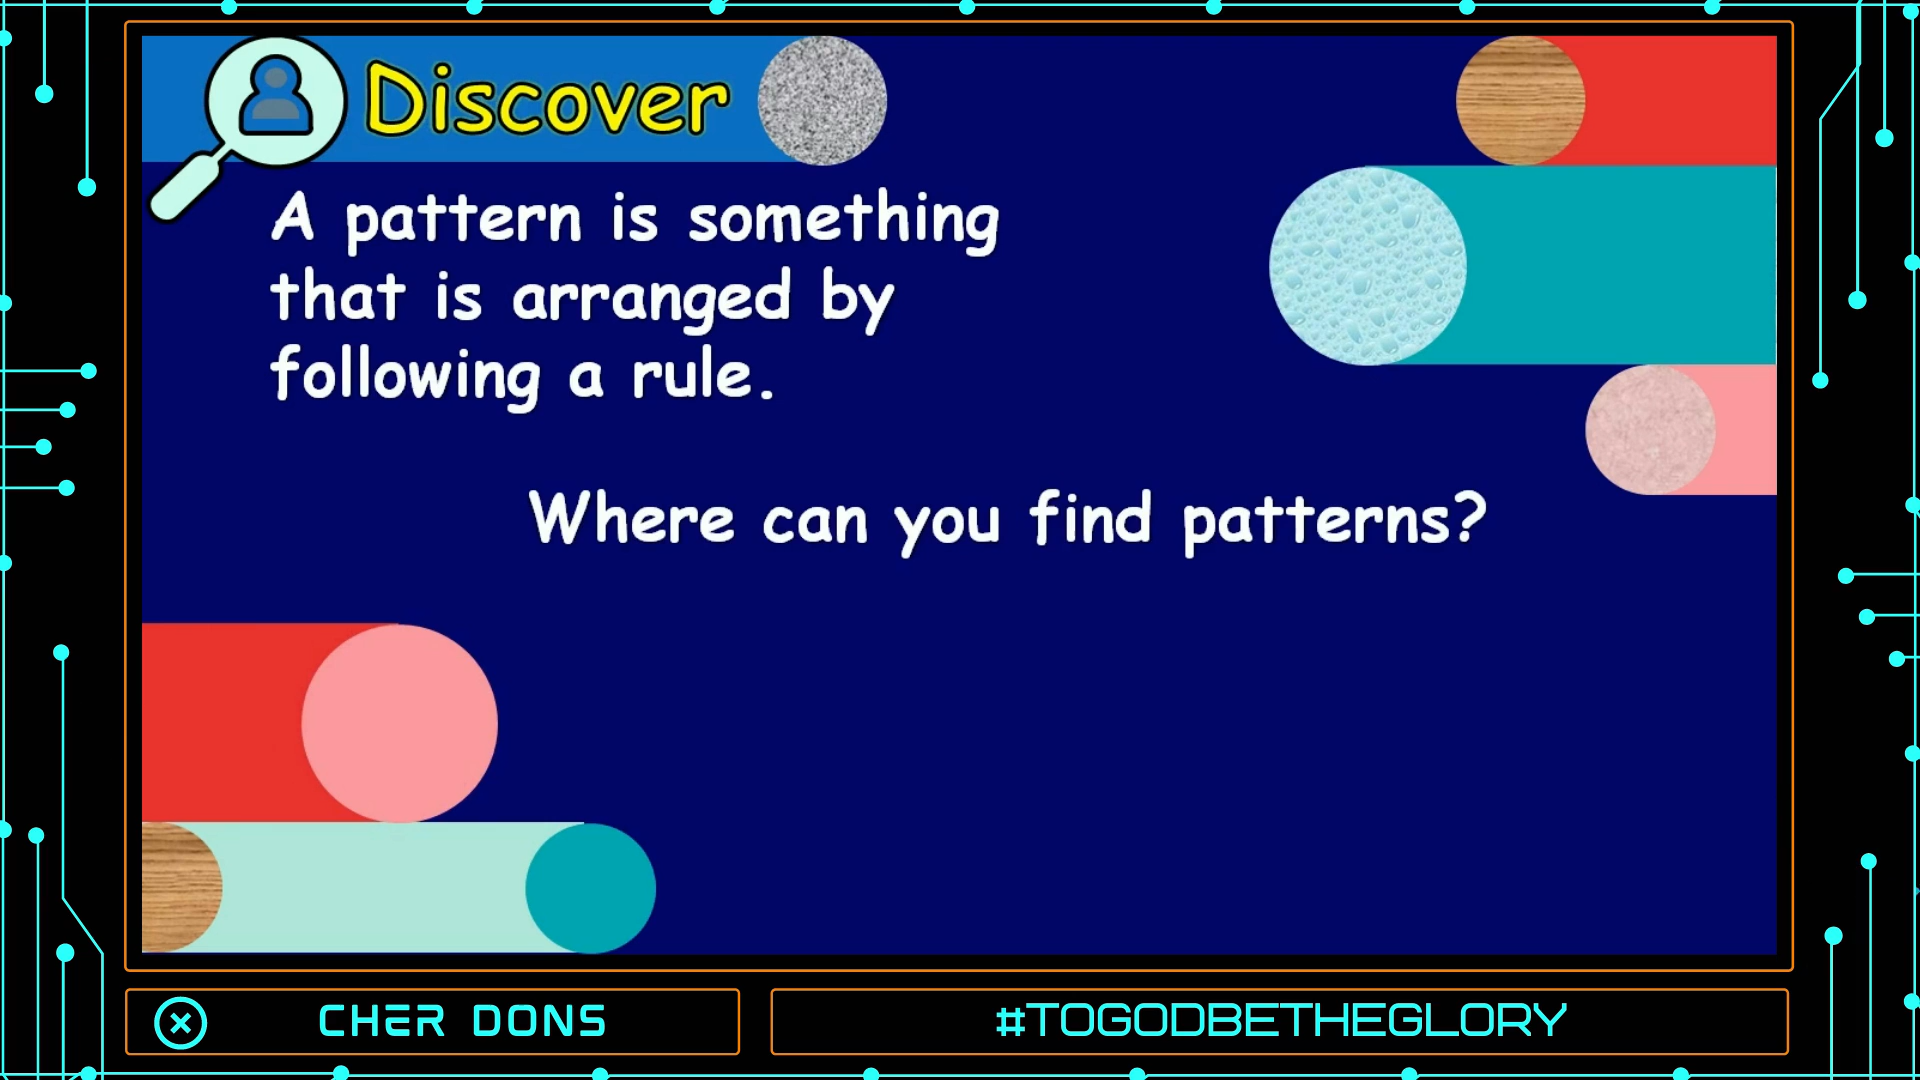 Discover
A pattern is something
that is arranged by
following a rule.
Where can you find patterns?
CHER DONS
#TOGODBETHEGLORY